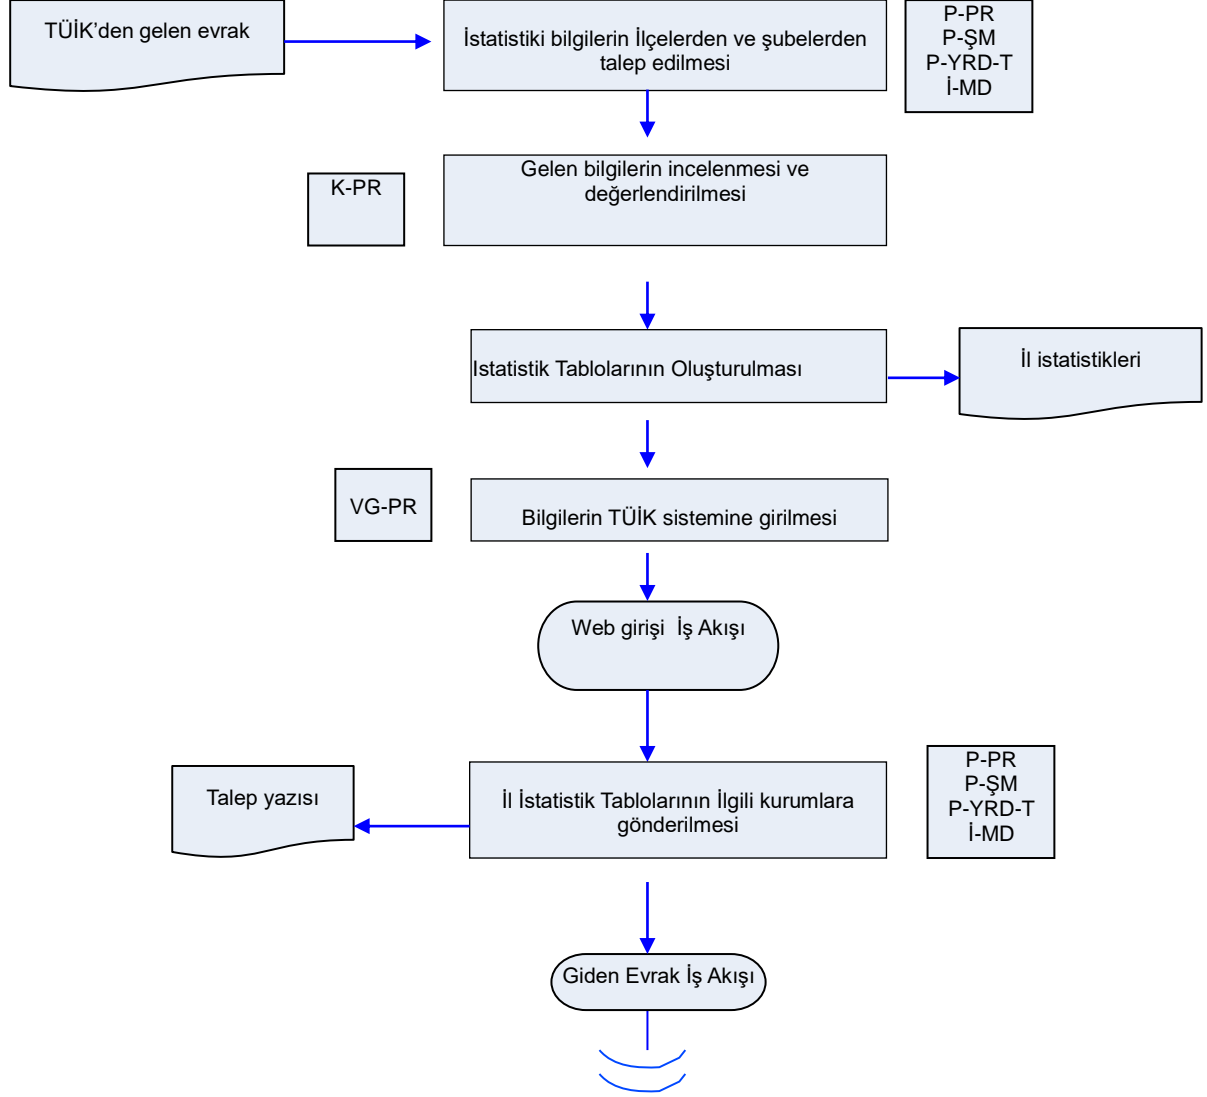 TÜİK’den gelen evrak
İstatistiki bilgilerin İlçelerden ve şubelerden
talep edilmesi
P-PR
P-ŞM
P-YRD-T
İ-MD
K-PR
Gelen bilgilerin incelenmesi ve
değerlendirilmesi
Istatistik Tablolarının Oluşturulması
İl istatistikleri
VG-PR
Bilgilerin TÜİK sistemine girilmesi
Web girişi  İş Akışı
Talep yazısı
İl İstatistik Tablolarının İlgili kurumlara
gönderilmesi
P-PR
P-ŞM
P-YRD-T
İ-MD
Giden Evrak İş Akışı